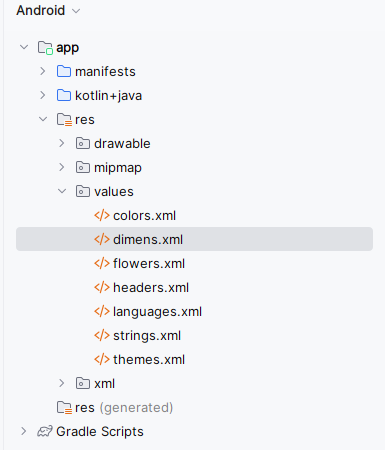 Android
app
manifests
kotlin+java
res
drawable
mipmap
values
colors.xml
dimens.xml
flowers.xml
headers.xml
languages.xml
strings.xml
themes.xml
xml
res (generated)
Gradle Scripts